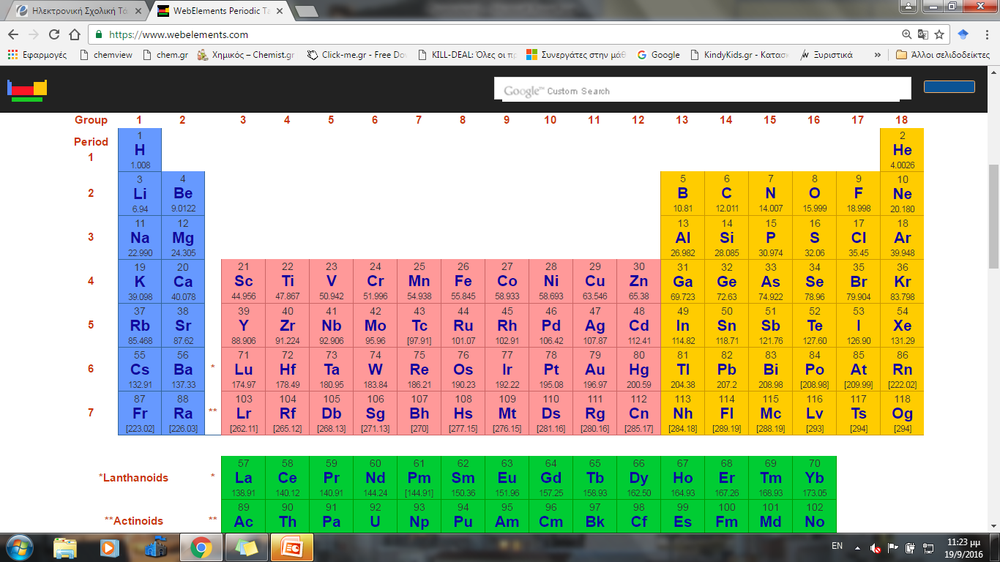 Ηλεκτρονική Σχολική Τά
WebElements Periodic Ta
https://www.webelements.com
Εφαρμογές chemview chem.gr Χημικός – Chemist.gr Click-me.gr - Free Do KILL-DEAL: Όλες οι πρ Συνεργάτες στην μάθ Google KindyKids.gr - Κατασκ Ξυριστικά » Άλλοι σελιδοδείκτες
Google™ Custom Search
Group 1 2 3 4 5 6 7 8 9 10 11 12 13 14 15 16 17 18
Period
1 2
H He
1
1.008 4.0026
3 4 5 6 7 8 9 10
2 Li Be B C N O F Ne
6.94 9.0122 10.81 12.011 14.007 15.999 18.998 20.180
11 12 13 14 15 16 17 18
3 Na Mg Al Si P S Cl Ar
22.990 24.305 26.982 28.085 30.974 32.06 35.45 39.948
19 20 21 22 23 24 25 26 27 28 29 30 31 32 33 34 35 36
4 K Ca Sc Ti V Cr Mn Fe Co Ni Cu Zn Ga Ge As Se Br Kr
39.098 40.078 44.956 47.867 50.942 51.996 54.938 55.845 58.933 58.693 63.546 65.38 69.723 72.63 74.922 78.96 79.904 83.798
37 38 39 40 41 42 43 44 45 46 47 48 49 50 51 52 53 54
5 Rb Sr Y Zr Nb Mo Tc Ru Rh Pd Ag Cd In Sn Sb Te I Xe
85.468 87.62 88.906 91.224 92.906 95.96 [97.91] 101.07 102.91 106.42 107.87 112.41 114.82 118.71 121.76 127.60 126.90 131.29
55 56 71 72 73 74 75 76 77 78 79 80 81 82 83 84 85 86
6 Cs Ba * Lu Hf Ta W Re Os Ir Pt Au Hg Tl Pb Bi Po At Rn
132.91 137.33 174.97 178.49 180.95 183.84 186.21 190.23 192.22 195.08 196.97 200.59 204.38 207.2 208.98 [208.98] [209.99] [222.02]
87 88 103 104 105 106 107 108 109 110 111 112 113 114 115 116 117 118
7 Fr Ra ** Lr Rf Db Sg Bh Hs Mt Ds Rg Cn Nh Fl Mc Lv Ts Og
[223.02] [226.03] [262.11] [265.12] [268.13] [271.13] [270] [277.15] [276.15] [281.16] [280.16] [285.17] [284.18] [289.19] [288.19] [293] [294] [294]
57 58 59 60 61 62 63 64 65 66 67 68 69 70
*Lanthanoids * La Ce Pr Nd Pm Sm Eu Gd Tb Dy Ho Er Tm Yb
138.91 140.12 140.91 144.24 [144.91] 150.36 151.96 157.25 158.93 162.50 164.93 167.26 168.93 173.05
89 90 91 92 93 94 95 96 97 98 99 100 101 102
**Actinoids ** Ac Th Pa U Np Pu Am Cm Bk Cf Es Fm Md No
EN 11:23 μμ
19/9/2016